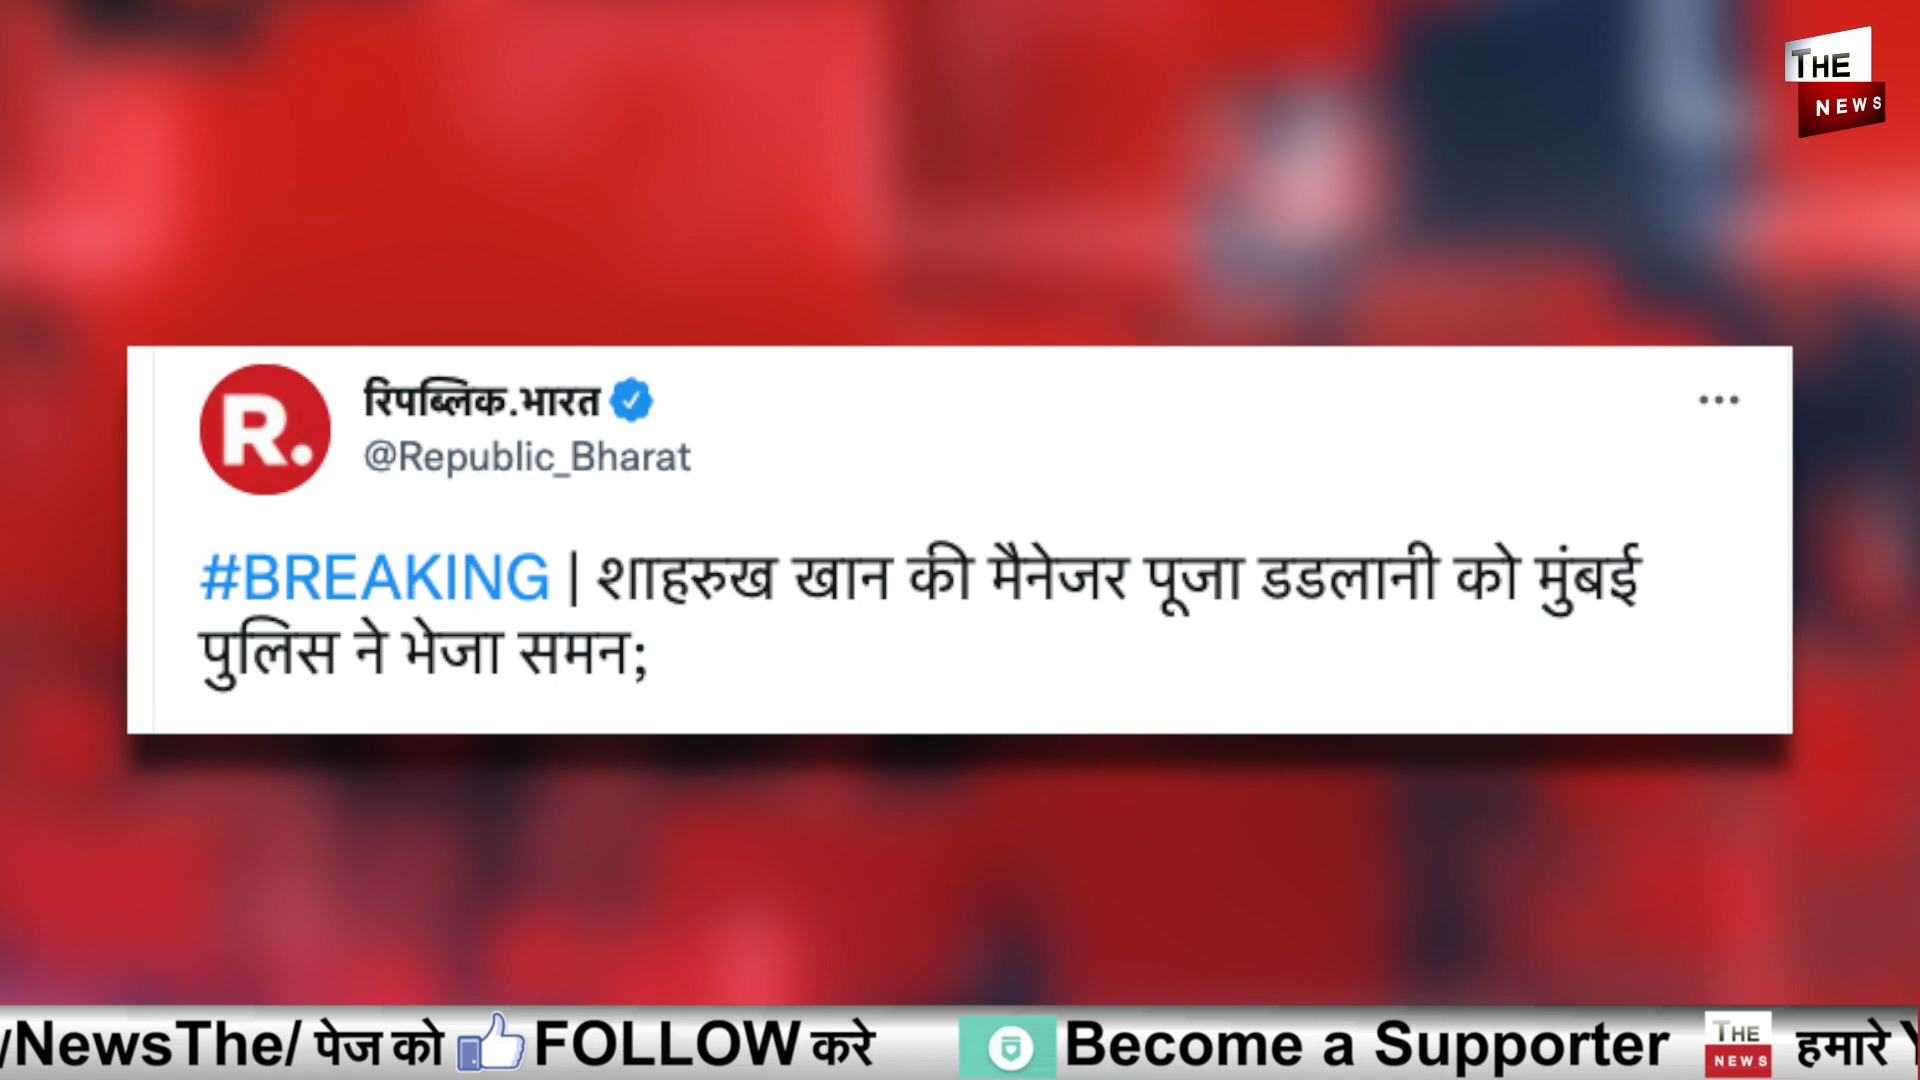 THE
NEWS
रिपब्लिक.भारत
@Republic_Bharat
#BREAKING | शाहरुख खान की मैनेजर पूजा डडलानी को मुंबई
पुलिस ने भेजा समन;
/NewsThe/ पेज को FOLLOW करे Become a Supporter THE NEWS हमारे